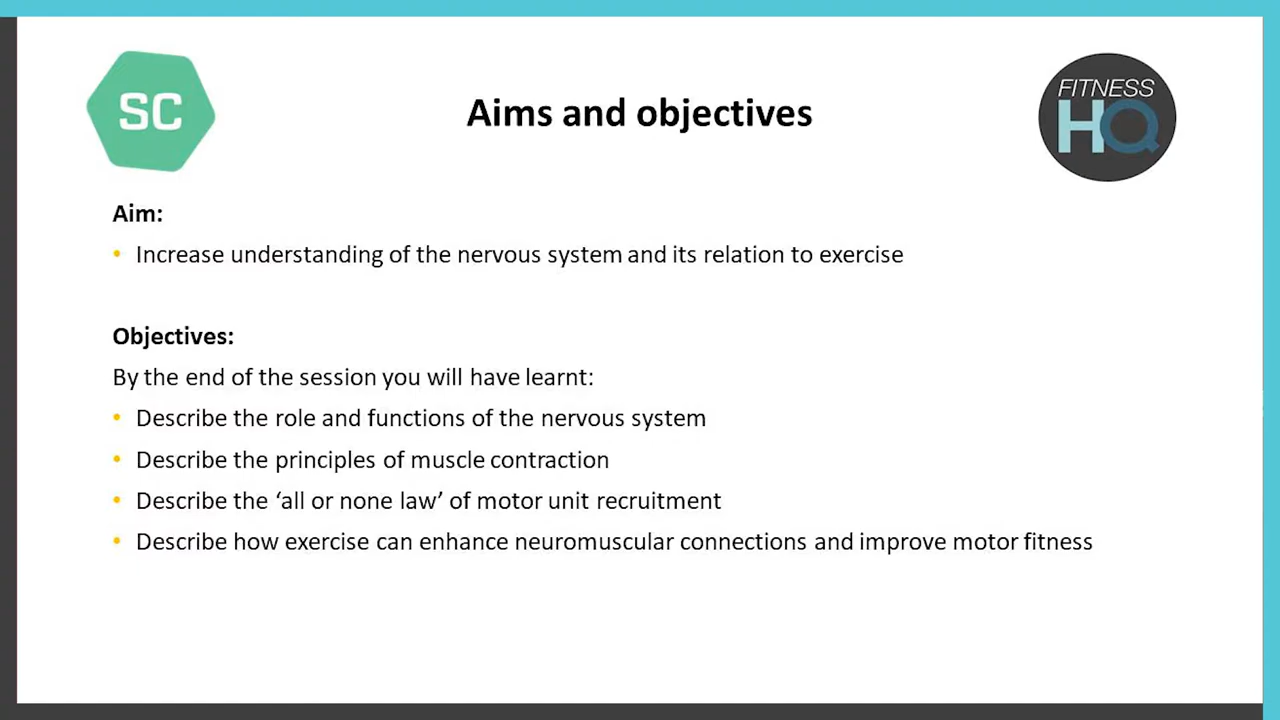 SC
Aims and objectives
FITNESS
HQ
Aim:
• Increase understanding of the nervous system and its relation to exercise
Objectives:
By the end of the session you will have learnt:
• Describe the role and functions of the nervous system
• Describe the principles of muscle contraction
• Describe the ‘all or none law’ of motor unit recruitment
• Describe how exercise can enhance neuromuscular connections and improve motor fitness